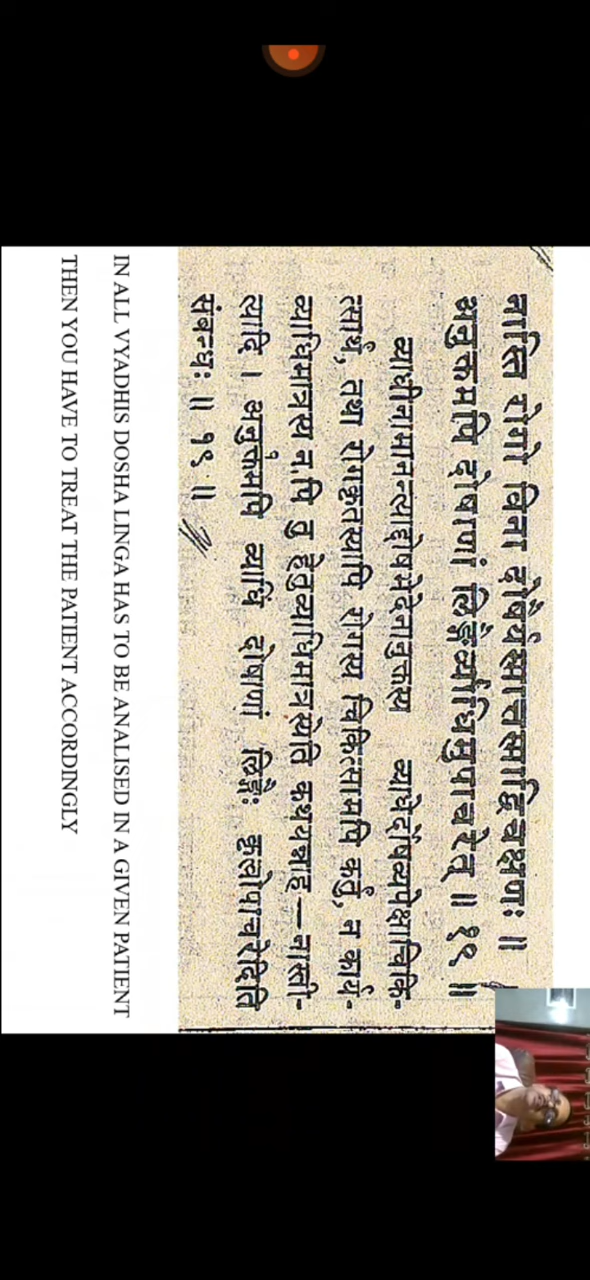 नास्ति रोगो विना दोषैर्यस्मात्तस्माद्विचक्षणः ॥
अनुक्तमपि दोषाणां लिङ्गैर्व्याधिमुपाचरेत् ॥ १९ ॥
व्याधीनामानन्त्याद्दोषभेदेनानुक्तस्य व्याधेर्दोषव्यपेक्षाचिकि-
त्सार्थं, तथा रोगङ्कृतस्यापि रोगस्य चिकित्सामपि कर्तुं, न कार्य-
व्याधिमात्रस्य न.पि तु हेतुव्याधिमात्रस्येति कथयन्नाह—नास्ती-
त्यादि । अनुक्तमपि व्याधिं दोषाणां लिङ्गैः कृत्वोपाचरेदिति
संबन्धः ॥ १९ ॥
IN ALL VYADHIS DOSHA LINGA HAS TO BE ANALISED IN A GIVEN PATIENT
THEN YOU HAVE TO TREAT THE PATIENT ACCORDINGLY